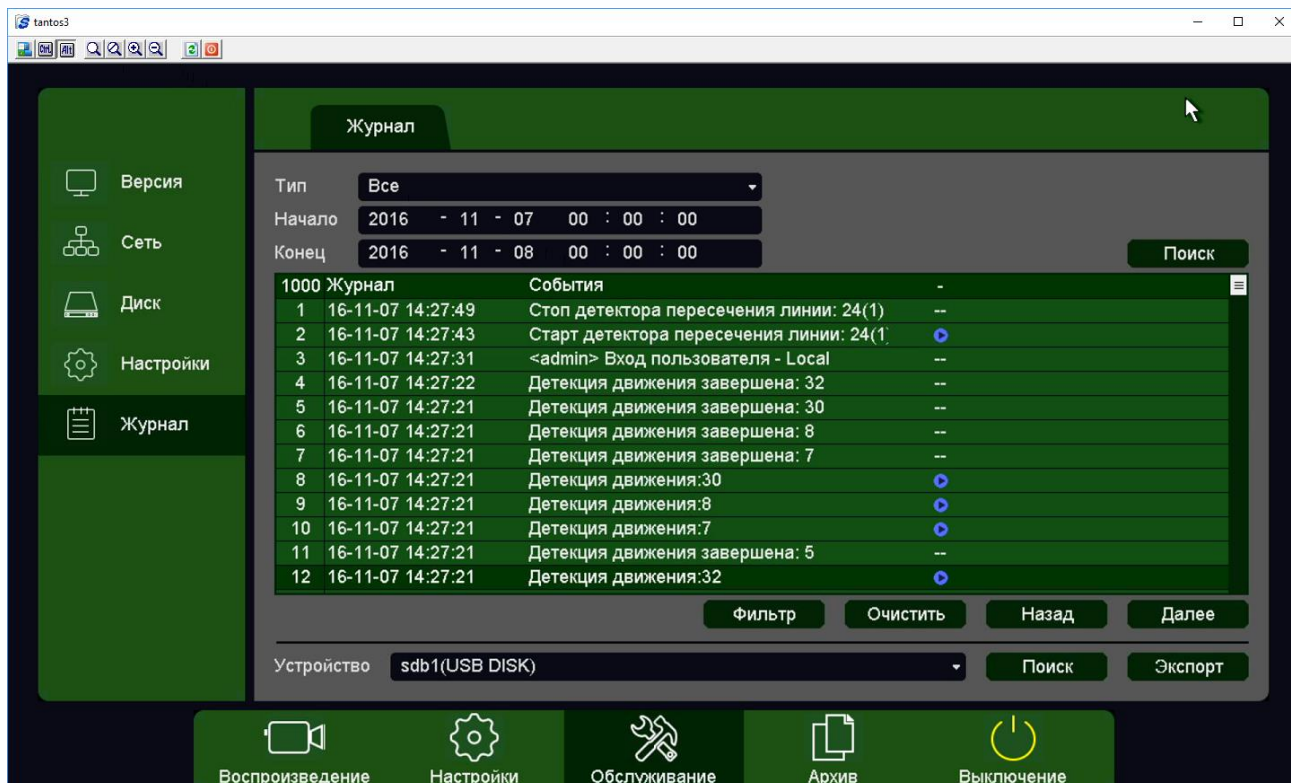 tantos3
Ctrl Alt
Журнал
Версия
Сеть
Диск
Настройки
Журнал
Тип Все
Начало 2016 - 11 - 07 00 : 00 : 00
Конец 2016 - 11 - 08 00 : 00 : 00
Поиск
1000 Журнал События -
1 16-11-07 14:27:49 Стоп детектора пересечения линии: 24(1) --
2 16-11-07 14:27:43 Старт детектора пересечения линии: 24(1
3 16-11-07 14:27:31 <admin> Вход пользователя - Local --
4 16-11-07 14:27:22 Детекция движения завершена: 32 --
5 16-11-07 14:27:21 Детекция движения завершена: 30 --
6 16-11-07 14:27:21 Детекция движения завершена: 8 --
7 16-11-07 14:27:21 Детекция движения завершена: 7 --
8 16-11-07 14:27:21 Детекция движения:30
9 16-11-07 14:27:21 Детекция движения:8
10 16-11-07 14:27:21 Детекция движения:7
11 16-11-07 14:27:21 Детекция движения завершена: 5 --
12 16-11-07 14:27:21 Детекция движения:32
Фильтр Очистить Назад Далее
Устройство sdb1(USB DISK) Поиск Экспорт
Воспроизведение Настройки Обслуживание Архив Выключение